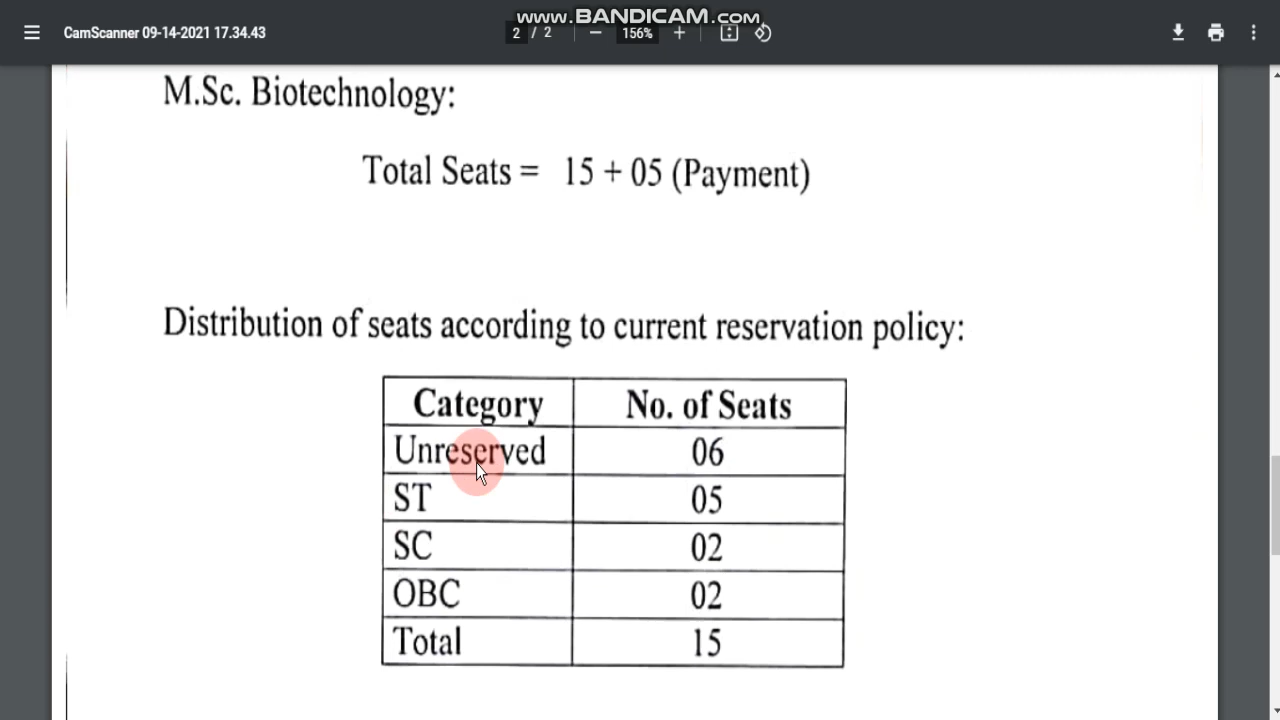 www.BANDICAM.com
CamScanner 09-14-2021 17.34.43
2 / 2
156%
M.Sc. Biotechnology:
Total Seats = 15 + 05 (Payment)
Distribution of seats according to current reservation policy:
Category No. of Seats
Unreserved 06
ST 05
SC 02
OBC 02
Total 15